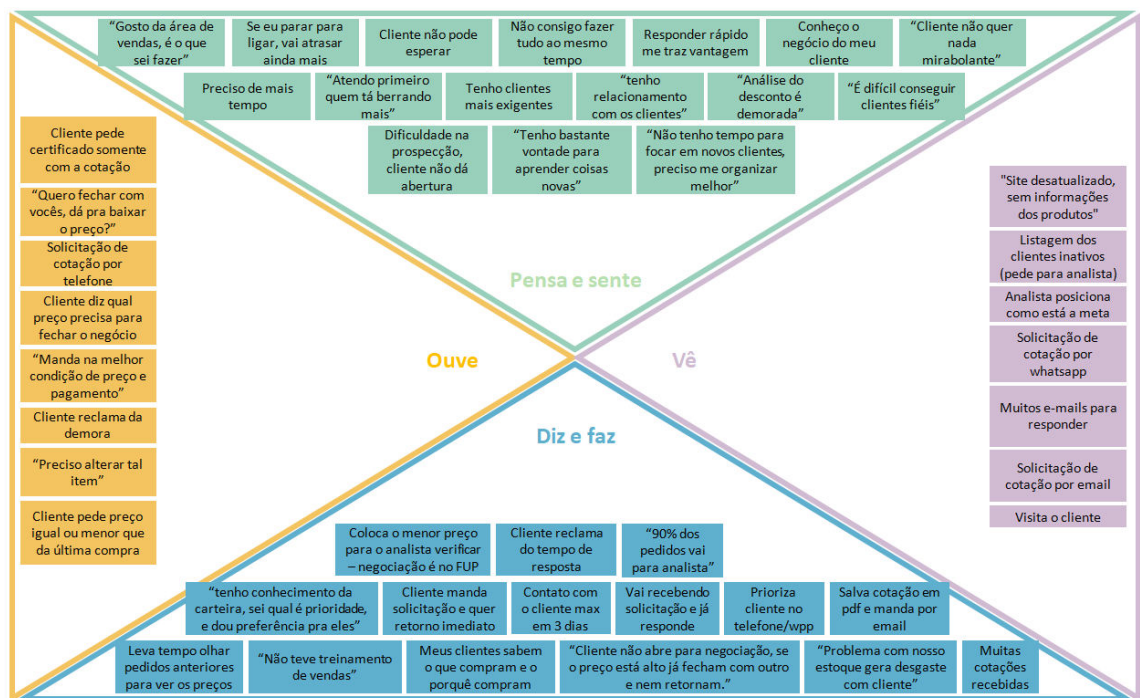 “Gosto da área de
vendas, é o que
sei fazer”
Se eu parar para
ligar, vai atrasar
ainda mais
Cliente não pode
esperar
Não consigo fazer
tudo ao mesmo
tempo
Responder rápido
me traz vantagem
Conheço o
negócio do meu
cliente
“Cliente não quer
nada
mirabolante”
Preciso de mais
tempo
“Atendo primeiro
quem tá berrando
mais”
Tenho clientes
mais exigentes
“tenho
relacionamento
com os clientes”
“Análise do
desconto é
demorada”
“É difícil conseguir
clientes fiéis”
Dificuldade na
prospecção,
cliente não dá
abertura
“Tenho bastante
vontade para
aprender coisas
novas”
“Não tenho tempo para
focar em novos clientes,
preciso me organizar
melhor”
Pensa e sente
Ouve
Cliente pede
certificado somente
com a cotação
“Quero fechar com
vocês, dá pra baixar
o preço?”
Solicitação de
cotação por
telefone
Cliente diz qual
preço precisa para
fechar o negócio
“Manda na melhor
condição de preço e
pagamento”
Cliente reclama da
demora
“Preciso alterar tal
item”
Cliente pede preço
igual ou menor que
da última compra
Vê
"Site desatualizado,
sem informações
dos produtos"
Listagem dos
clientes inativos
(pede para analista)
Analista posiciona
como está a meta
Solicitação de
cotação por
whatsapp
Muitos e-mails para
responder
Solicitação de
cotação por email
Visita o cliente
Diz e faz
Coloca o menor preço
para o analista verificar
– negociação é no FUP
Cliente reclama
do tempo de
resposta
“90% dos
pedidos vai
para analista”
“tenho conhecimento da
carteira, sei qual é prioridade,
e dou preferência pra eles”
Cliente manda
solicitação e quer
retorno imediato
Contato com
o cliente max
em 3 dias
Vai recebendo
solicitação e já
responde
Prioriza
cliente no
telefone/wpp
Salva cotação em
pdf e manda por
email
Leva tempo olhar
pedidos anteriores
para ver os preços
“Não teve treinamento
de vendas”
Meus clientes sabem
o que compram e o
porquê compram
“Cliente não abre para negociação, se
o preço está alto já fecham com outro
e nem retornam.”
“Problema com nosso
estoque gera desgaste
com cliente”
Muitas
cotações
recebidas